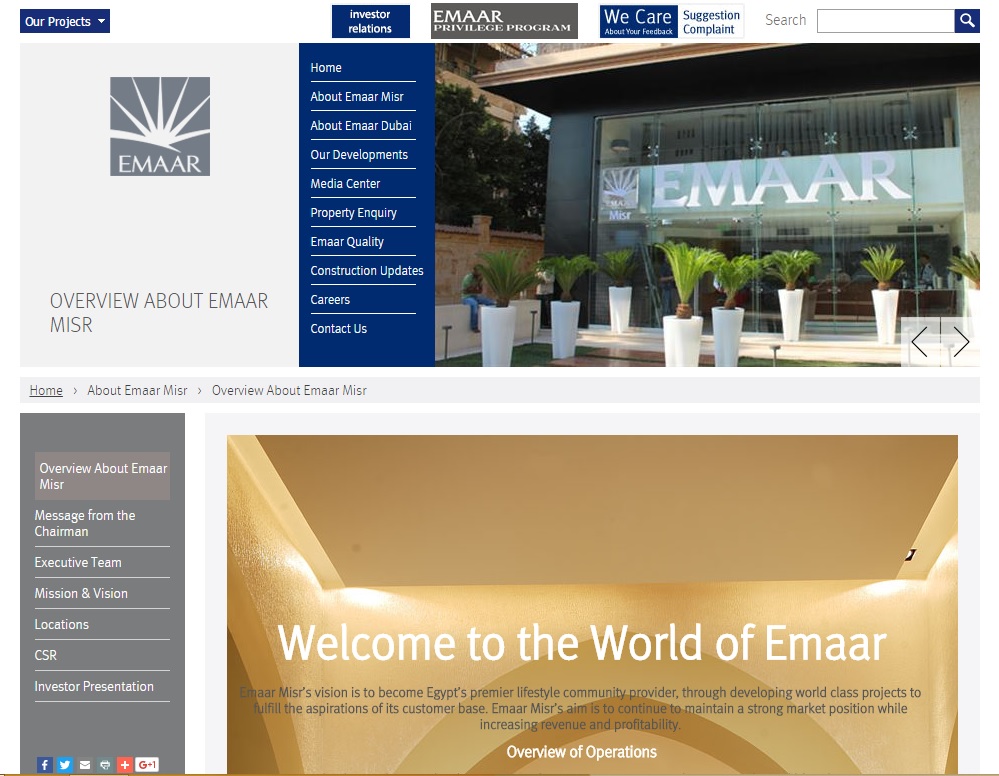 Our Projects
investor
relations
EMAAR
PRIVILEGE PROGRAM
We Care
About Your Feedback
Suggestion
Complaint
Search
EMAAR
OVERVIEW ABOUT EMAAR
MISR
Home
About Emaar Misr
About Emaar Dubai
Our Developments
Media Center
Property Enquiry
Emaar Quality
Construction Updates
Careers
Contact Us
EMAAR
Misr
Home › About Emaar Misr › Overview About Emaar Misr
Overview About Emaar
Misr
Message from the
Chairman
Executive Team
Mission & Vision
Locations
CSR
Investor Presentation
G+1
Welcome to the World of Emaar
Emaar Misr's vision is to become Egypt's premier lifestyle community provider, through developing world class projects to
fulfill the aspirations of its customer base. Emaar Misr's aim is to continue to maintain a strong market position while
increasing revenue and profitability.
Overview of Operations